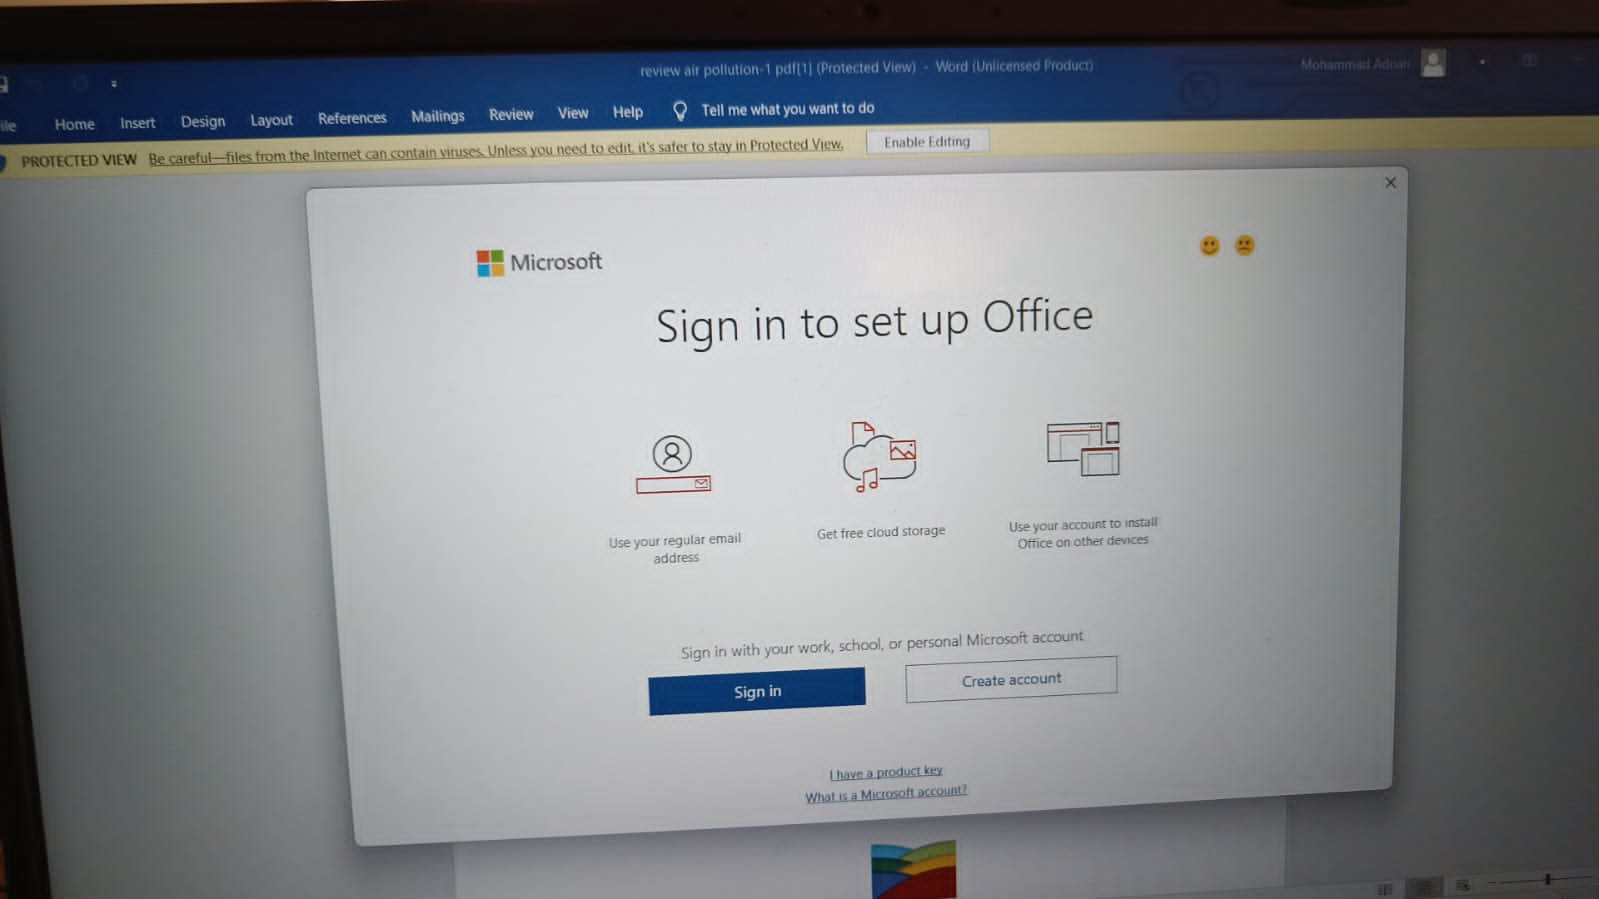 review air pollution-1 pdf[1] (Protected View) - Word (Unlicensed Product)
Mohammad Adnan
Home Insert Design Layout References Mailings Review View Help Tell me what you want to do
PROTECTED VIEW Be careful—files from the Internet can contain viruses. Unless you need to edit, it's safer to stay in Protected View.
Enable Editing
Microsoft
Sign in to set up Office
Use your regular email
address
Get free cloud storage
Use your account to install
Office on other devices
Sign in with your work, school, or personal Microsoft account
Sign in
Create account
I have a product key
What is a Microsoft account?